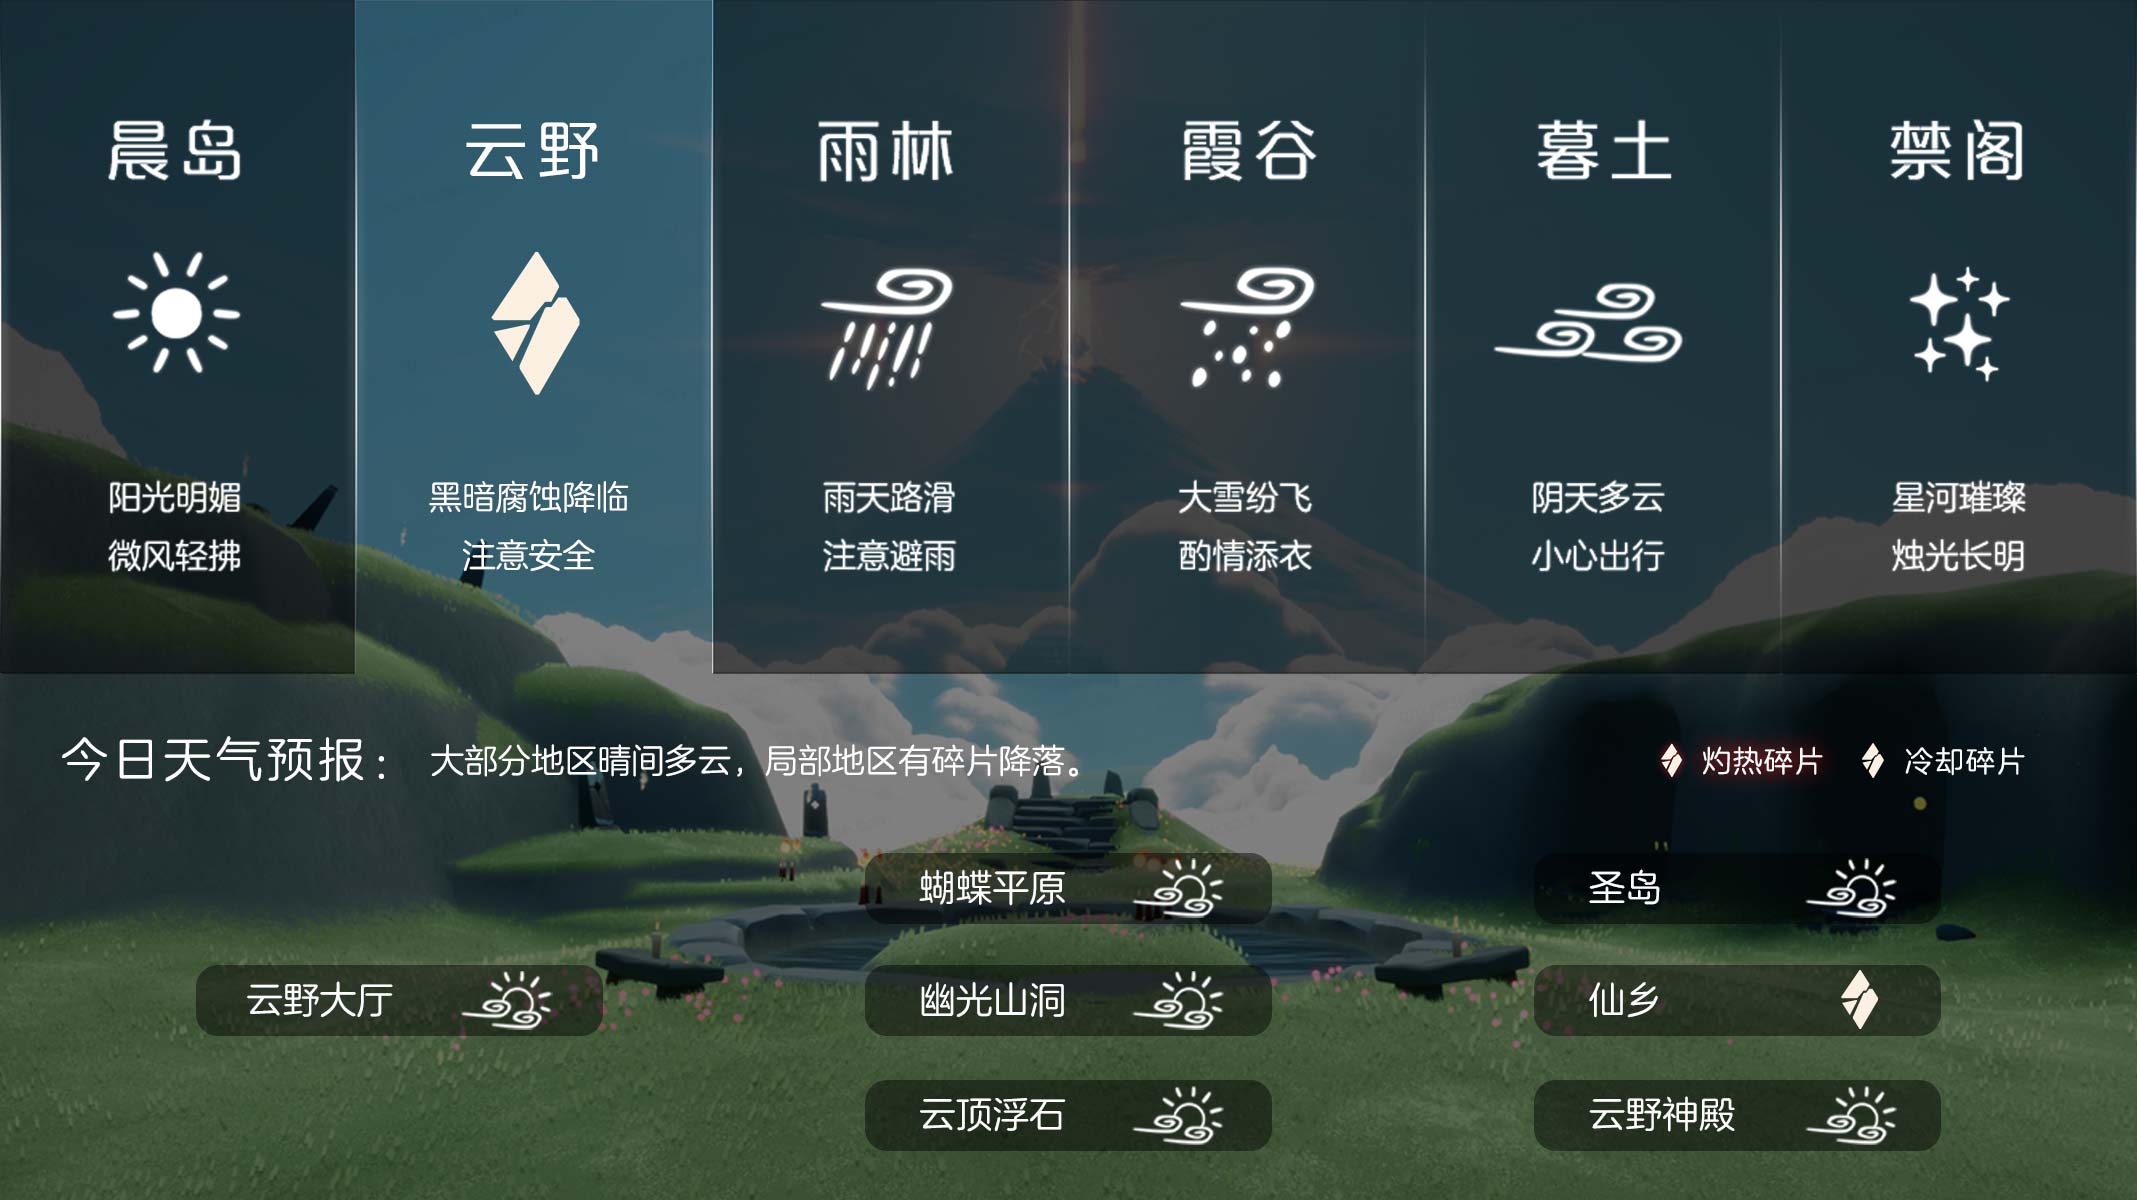 晨岛
阳光明媚
微风轻拂
云野
黑暗腐蚀降临
注意安全
雨林
雨天路滑
注意避雨
霞谷
大雪纷飞
酌情添衣
暮土
阴天多云
小心出行
禁阁
星河璀璨
烛光长明
今日天气预报： 大部分地区晴间多云，局部地区有碎片降落。
灼热碎片 冷却碎片
云野大厅
蝴蝶平原
幽光山洞
云顶浮石
圣岛
仙乡
云野神殿